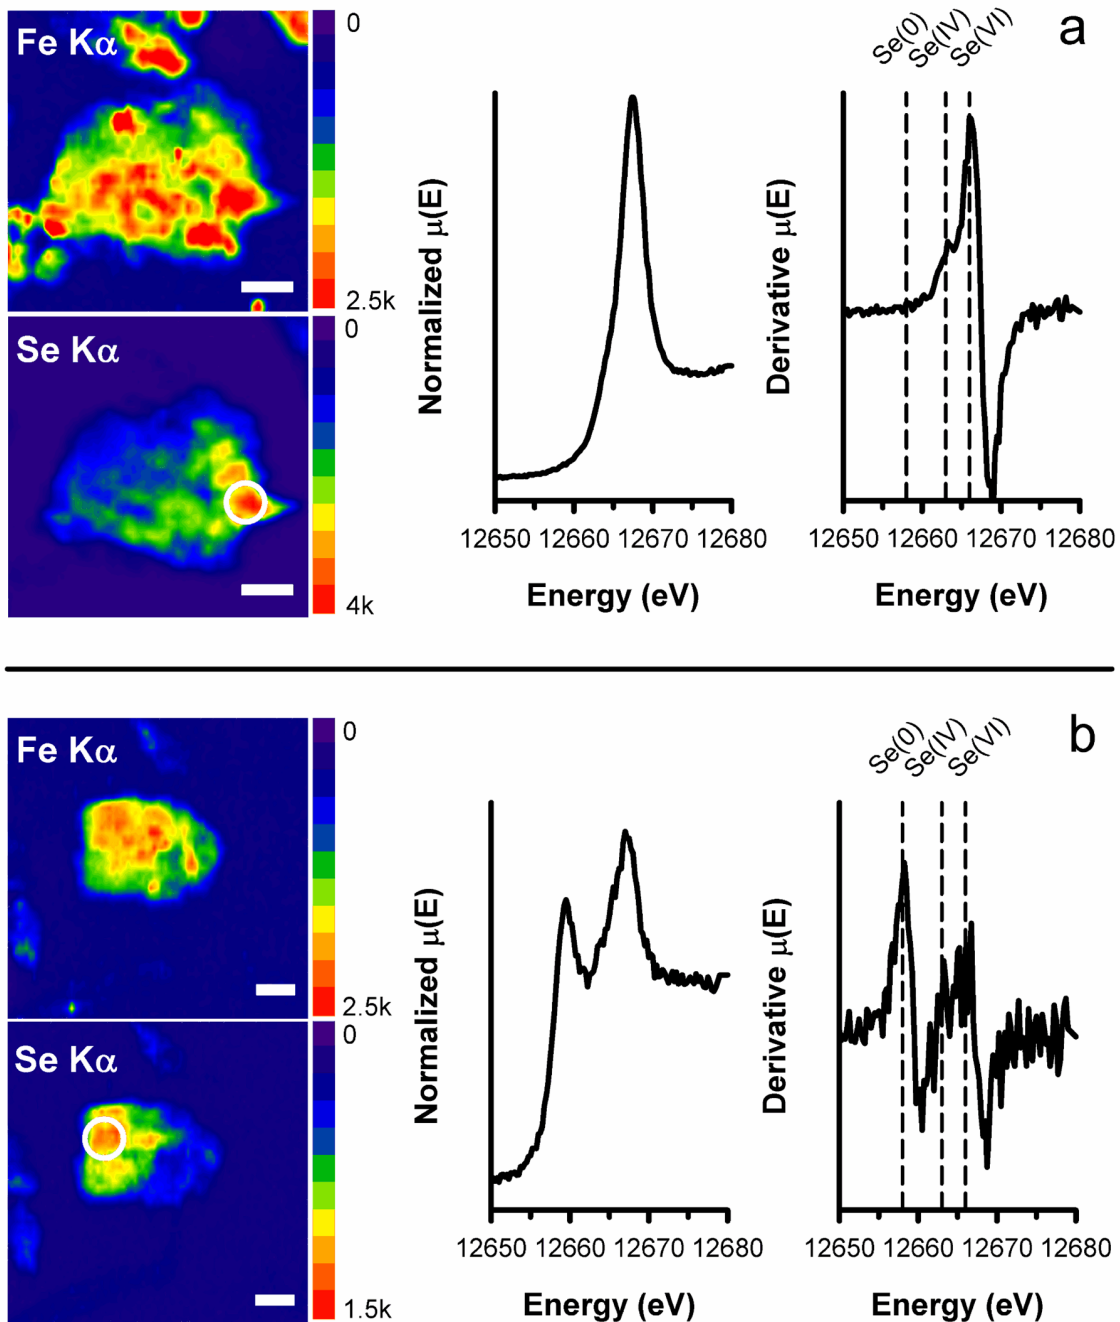 Fe Kα
0
2.5k
Se Kα
0
4k
Normalized μ(E)
12650 12660 12670 12680
Energy (eV)
Se(0) Se(IV) Se(VI)
a
Derivative μ(E)
12650 12660 12670 12680
Energy (eV)
Fe Kα
0
2.5k
Se Kα
0
1.5k
Normalized μ(E)
12650 12660 12670 12680
Energy (eV)
Se(0) Se(IV) Se(VI)
b
Derivative μ(E)
12650 12660 12670 12680
Energy (eV)